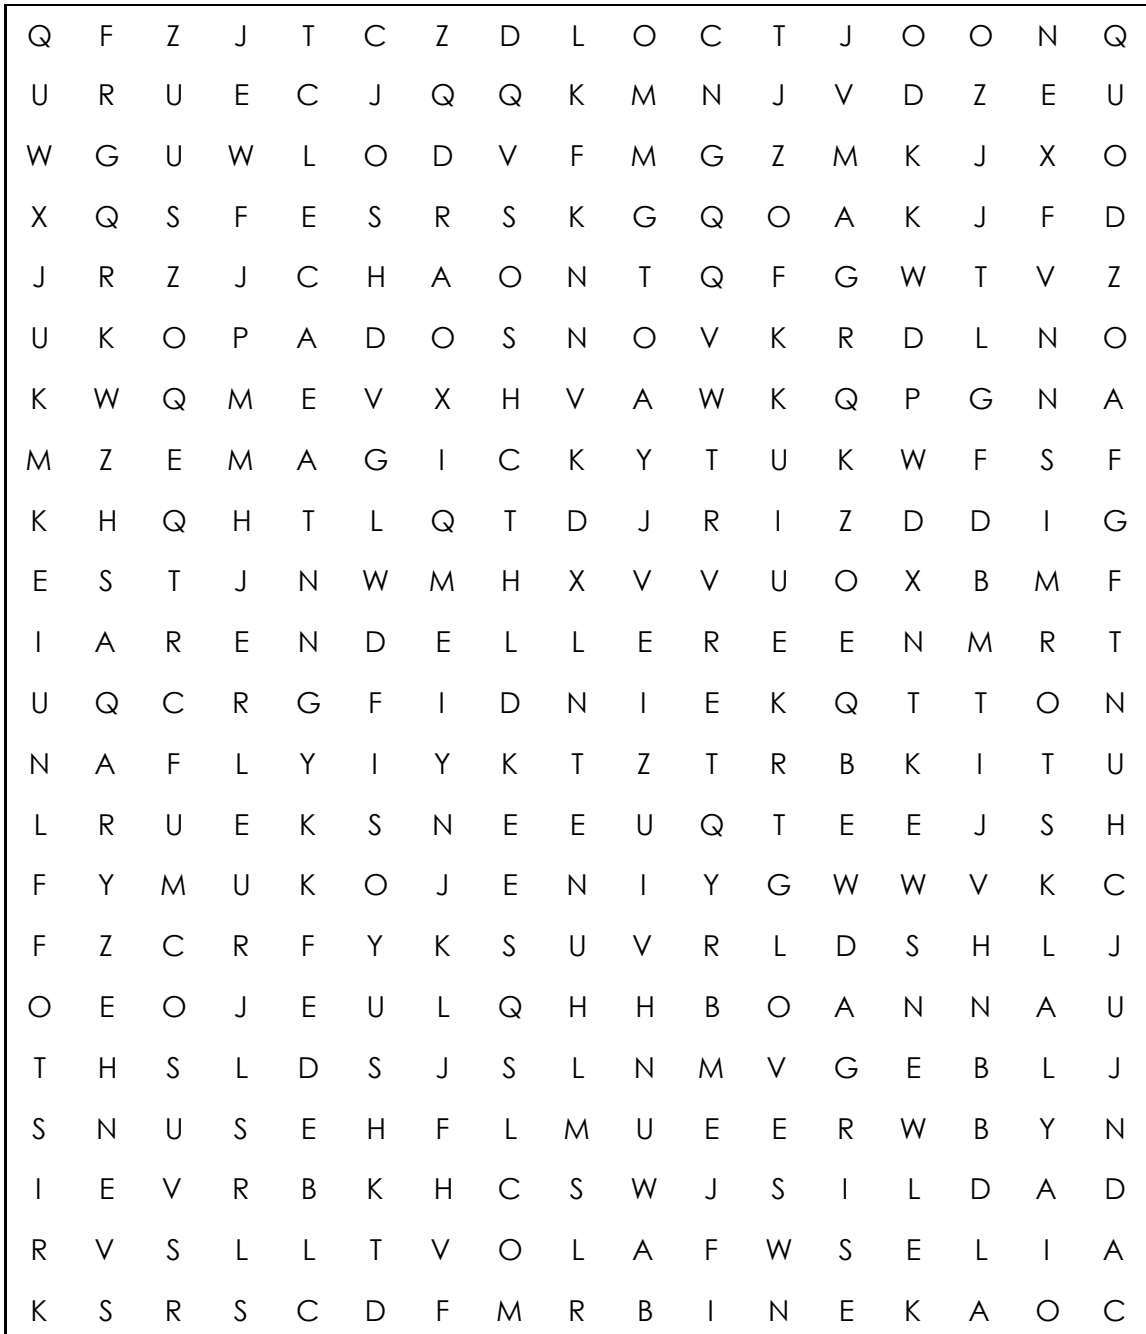 Q F Z J T C Z D L O C T J O O N Q
U R U E C J Q Q K M N J V D Z E U
W G U W L O D V F M G Z M K J X O
X Q S F E S R S K G Q O A K J F D
J R Z J C H A O N T Q F G W T V Z
U K O P A D O S N O V K R D L N O
K W Q M E V X H V A W K Q P G N A
M Z E M A G I C K Y T U K W F S F
K H Q H T L Q T D J R I Z D D I G
E S T J N W M H X V V U O X B M F
I A R E N D E L L E R E E N M R T
U Q C R G F I D N I E K Q T T O N
N A F L Y I Y K T Z T R B K I T U
L R U E K S N E E U Q T E E J S H
F Y M U K O J E N I Y G W W V K C
F Z C R F Y K S U V R L D S H L J
O E O J E U L Q H H B O A N N A U
T H S L D S J S L N M V G E B L J
S N U S E H F L M U E E R W B Y N
I E V R B K H C S W J S I L D A D
R V S L L T V O L A F W S E L I A
K S R S C D F M R B I N E K A O C